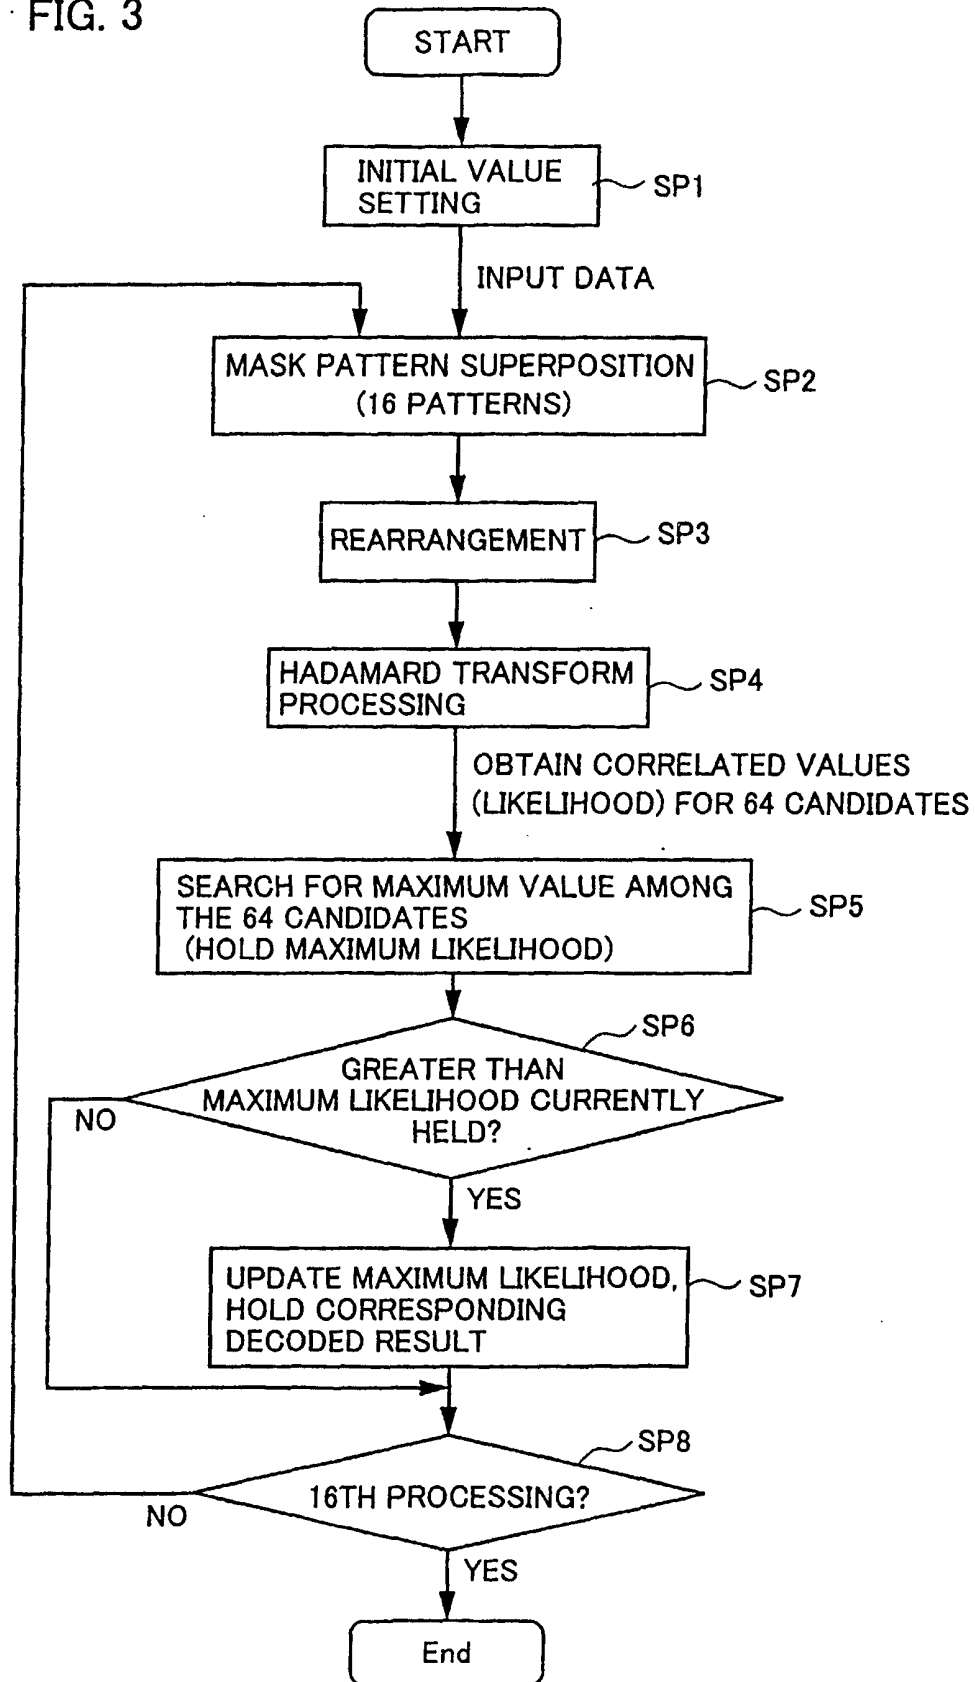 FIG. 3
START
INITIAL VALUE
SETTING
SP1
INPUT DATA
MASK PATTERN SUPERPOSITION
(16 PATTERNS)
SP2
REARRANGEMENT
SP3
HADAMARD TRANSFORM
PROCESSING
SP4
OBTAIN CORRELATED VALUES
(LIKELIHOOD) FOR 64 CANDIDATES
SEARCH FOR MAXIMUM VALUE AMONG
THE 64 CANDIDATES
(HOLD MAXIMUM LIKELIHOOD)
SP5
SP6
GREATER THAN
MAXIMUM LIKELIHOOD CURRENTLY
HELD?
NO
YES
UPDATE MAXIMUM LIKELIHOOD,
HOLD CORRESPONDING
DECODED RESULT
SP7
SP8
16TH PROCESSING?
NO
YES
End